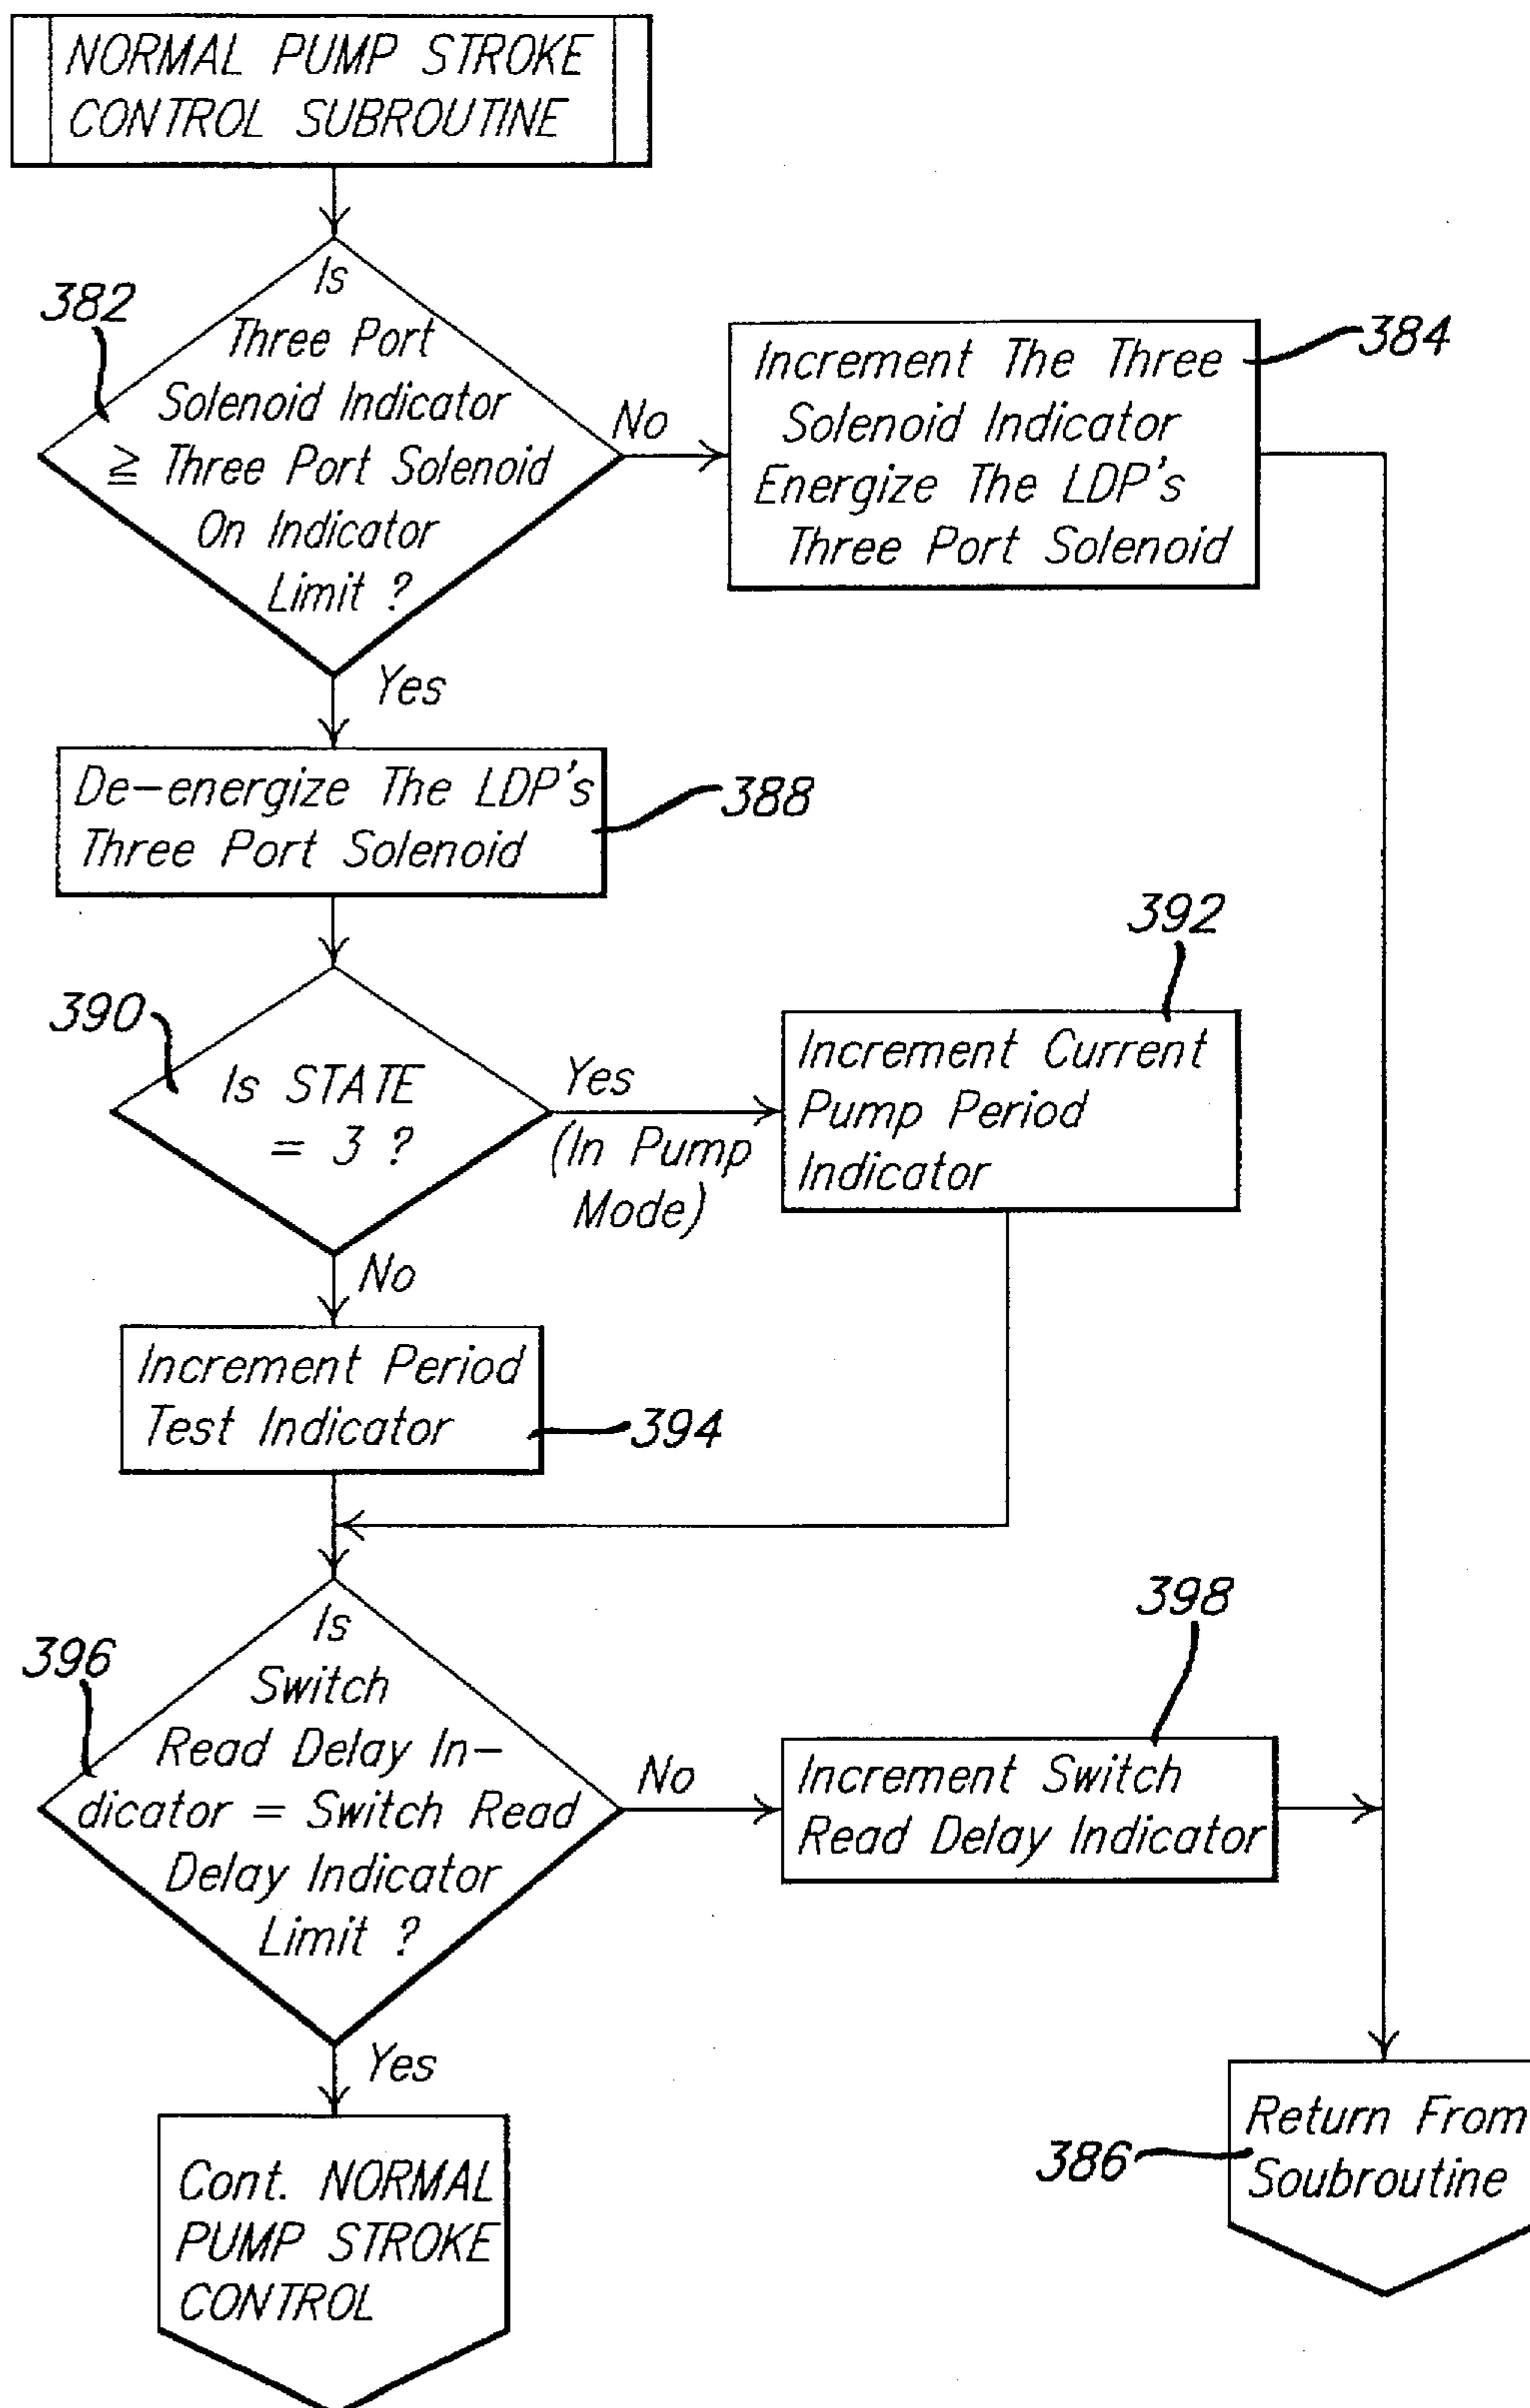 NORMAL PUMP STROKE
CONTROL SUBROUTINE
382
Is
Three Port
Solenoid Indicator
≧ Three Port Solenoid
On Indicator
Limit ?
No
Increment The Three
Solenoid Indicator
Energize The LDP's
Three Port Solenoid
384
Yes
De-energize The LDP's
Three Port Solenoid
388
390
Is STATE
= 3 ?
Yes
(In Pump
Mode)
392
Increment Current
Pump Period
Indicator
No
Increment Period
Test Indicator
394
396
Is
Switch
Read Delay In-
dicator = Switch Read
Delay Indicator
Limit ?
No
398
Increment Switch
Read Delay Indicator
Yes
Cont. NORMAL
PUMP STROKE
CONTROL
386
Return From
Soubroutine